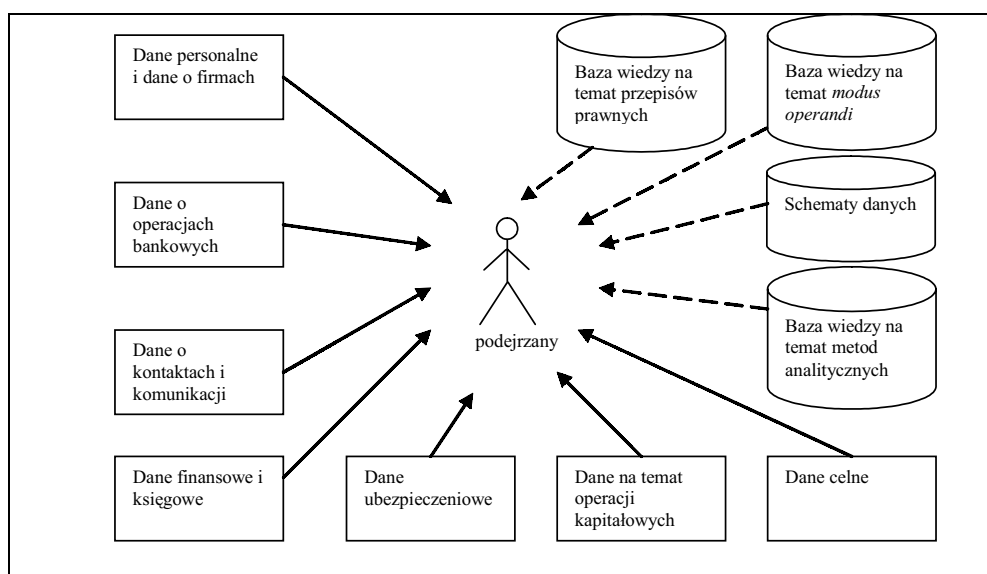 Dane personalne
i dane o firmach
Baza wiedzy na
temat przepisów
prawnych
Baza wiedzy na
temat modus
operandi
Dane o
operacjach
bankowych
Schematy danych
podejrzany
Dane o
kontaktach i
komunikacji
Baza wiedzy na
temat metod
analitycznych
Dane finansowe i
księgowe
Dane
ubezpieczeniowe
Dane na temat
operacji
kapitałowych
Dane celne